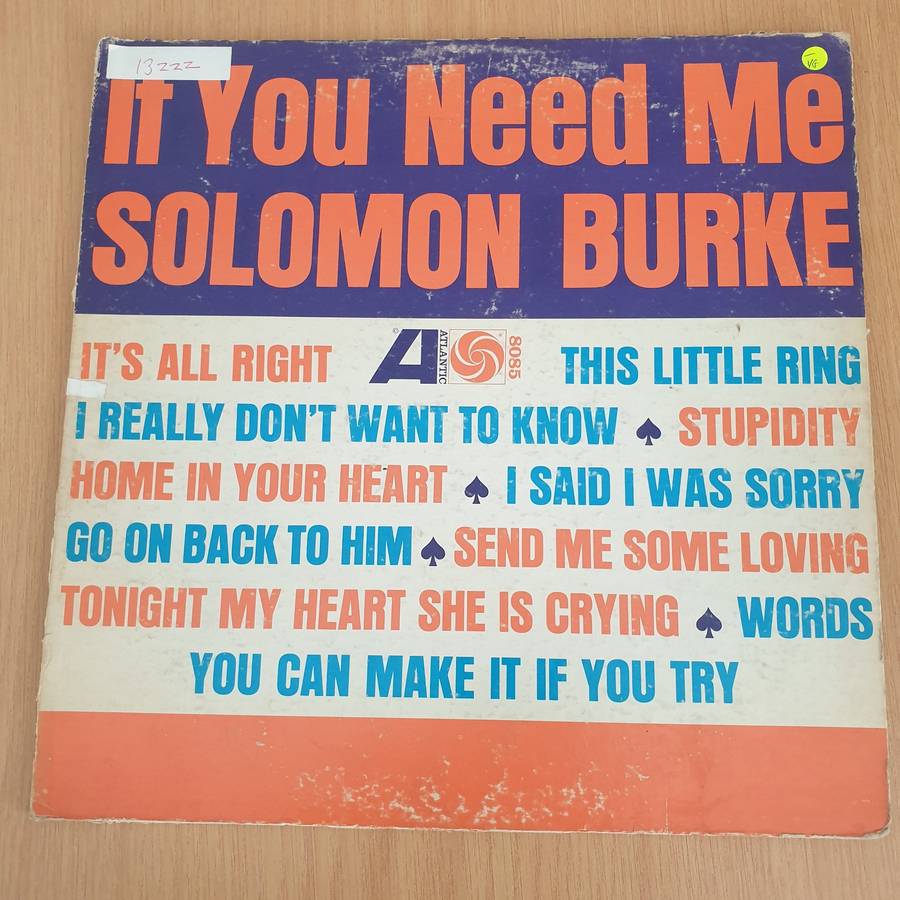 13222
VG
If You Need Me
SOLOMON BURKE
IT'S ALL RIGHT
©
ATLANTIC
8085
THIS LITTLE RING
I REALLY DON'T WANT TO KNOW ♠ STUPIDITY
HOME IN YOUR HEART ♠ I SAID I WAS SORRY
GO ON BACK TO HIM ♠ SEND ME SOME LOVING
TONIGHT MY HEART SHE IS CRYING ♠ WORDS
YOU CAN MAKE IT IF YOU TRY